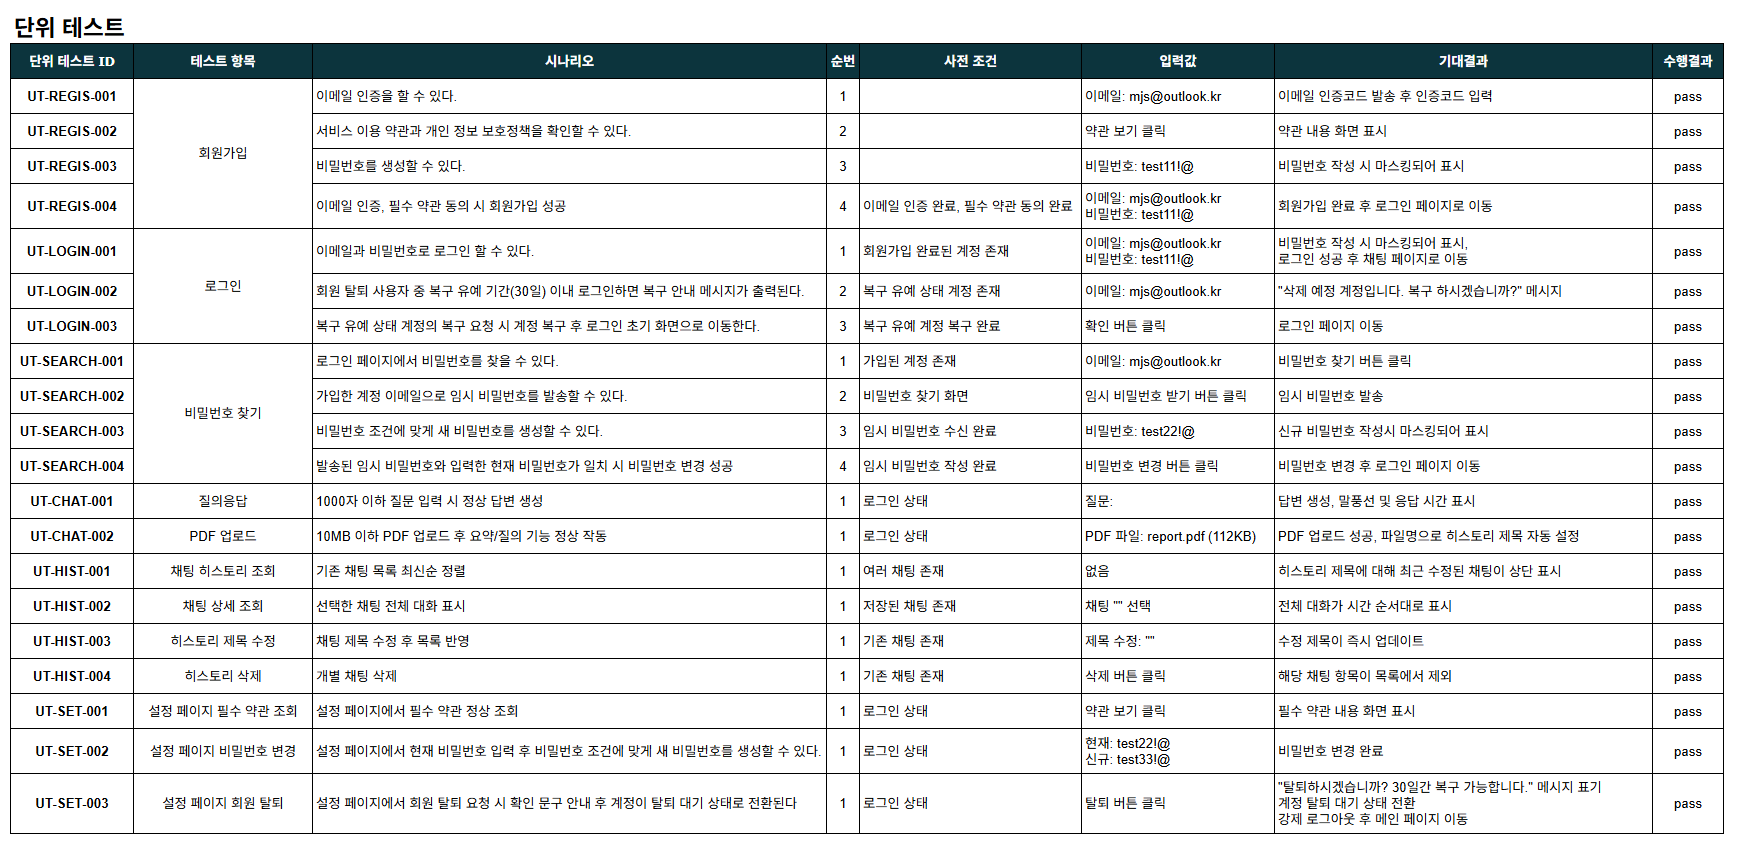 단위 테스트
단위 테스트 ID 테스트 항목 시나리오 순번 사전 조건 입력값 기대결과 수행결과
UT-REGIS-001 회원가입 이메일 인증을 할 수 있다. 1 이메일: mjs@outlook.kr 이메일 인증코드 발송 후 인증코드 입력 pass
UT-REGIS-002 서비스 이용 약관과 개인 정보 보호정책을 확인할 수 있다. 2 약관 보기 클릭 약관 내용 화면 표시 pass
UT-REGIS-003 비밀번호를 생성할 수 있다. 3 비밀번호: test11!@ 비밀번호 작성 시 마스킹되어 표시 pass
UT-REGIS-004 이메일 인증, 필수 약관 동의 시 회원가입 성공 4 이메일 인증 완료, 필수 약관 동의 완료 이메일: mjs@outlook.kr
비밀번호: test11!@ 회원가입 완료 후 로그인 페이지로 이동 pass
UT-LOGIN-001 로그인 이메일과 비밀번호로 로그인 할 수 있다. 1 회원가입 완료된 계정 존재 이메일: mjs@outlook.kr
비밀번호: test11!@ 비밀번호 작성 시 마스킹되어 표시,
로그인 성공 후 채팅 페이지로 이동 pass
UT-LOGIN-002 회원 탈퇴 사용자 중 복구 유예 기간(30일) 이내 로그인하면 복구 안내 메시지가 출력된다. 2 복구 유예 상태 계정 존재 이메일: mjs@outlook.kr "삭제 예정 계정입니다. 복구 하시겠습니까?" 메시지 pass
UT-LOGIN-003 복구 유예 상태 계정의 복구 요청 시 계정 복구 후 로그인 초기 화면으로 이동한다. 3 복구 유예 계정 복구 완료 확인 버튼 클릭 로그인 페이지 이동 pass
UT-SEARCH-001 비밀번호 찾기 로그인 페이지에서 비밀번호를 찾을 수 있다. 1 가입된 계정 존재 이메일: mjs@outlook.kr 비밀번호 찾기 버튼 클릭 pass
UT-SEARCH-002 가입한 계정 이메일으로 임시 비밀번호를 발송할 수 있다. 2 비밀번호 찾기 화면 임시 비밀번호 받기 버튼 클릭 임시 비밀번호 발송 pass
UT-SEARCH-003 비밀번호 조건에 맞게 새 비밀번호를 생성할 수 있다. 3 임시 비밀번호 수신 완료 비밀번호: test22!@ 신규 비밀번호 작성시 마스킹되어 표시 pass
UT-SEARCH-004 발송된 임시 비밀번호와 입력한 현재 비밀번호가 일치 시 비밀번호 변경 성공 4 임시 비밀번호 작성 완료 비밀번호 변경 버튼 클릭 비밀번호 변경 후 로그인 페이지 이동 pass
UT-CHAT-001 질의응답 1000자 이하 질문 입력 시 정상 답변 생성 1 로그인 상태 질문: 답변 생성, 말풍선 및 응답 시간 표시 pass
UT-CHAT-002 PDF 업로드 10MB 이하 PDF 업로드 후 요약/질의 기능 정상 작동 1 로그인 상태 PDF 파일: report.pdf (112KB) PDF 업로드 성공, 파일명으로 히스토리 제목 자동 설정 pass
UT-HIST-001 채팅 히스토리 조회 기존 채팅 목록 최신순 정렬 1 여러 채팅 존재 없음 히스토리 제목에 대해 최근 수정된 채팅이 상단 표시 pass
UT-HIST-002 채팅 상세 조회 선택한 채팅 전체 대화 표시 1 저장된 채팅 존재 채팅 "" 선택 전체 대화가 시간 순서대로 표시 pass
UT-HIST-003 히스토리 제목 수정 채팅 제목 수정 후 목록 반영 1 기존 채팅 존재 제목 수정: "" 수정 제목이 즉시 업데이트 pass
UT-HIST-004 히스토리 삭제 개별 채팅 삭제 1 기존 채팅 존재 삭제 버튼 클릭 해당 채팅 항목이 목록에서 제외 pass
UT-SET-001 설정 페이지 필수 약관 조회 설정 페이지에서 필수 약관 정상 조회 1 로그인 상태 약관 보기 클릭 필수 약관 내용 화면 표시 pass
UT-SET-002 설정 페이지 비밀번호 변경 설정 페이지에서 현재 비밀번호 입력 후 비밀번호 조건에 맞게 새 비밀번호를 생성할 수 있다. 1 로그인 상태 현재: test22!@
신규: test33!@ 비밀번호 변경 완료 pass
UT-SET-003 설정 페이지 회원 탈퇴 설정 페이지에서 회원 탈퇴 요청 시 확인 문구 안내 후 계정이 탈퇴 대기 상태로 전환된다 1 로그인 상태 탈퇴 버튼 클릭 "탈퇴하시겠습니까? 30일간 복구 가능합니다." 메시지 표기
계정 탈퇴 대기 상태 전환
강제 로그아웃 후 메인 페이지 이동 pass